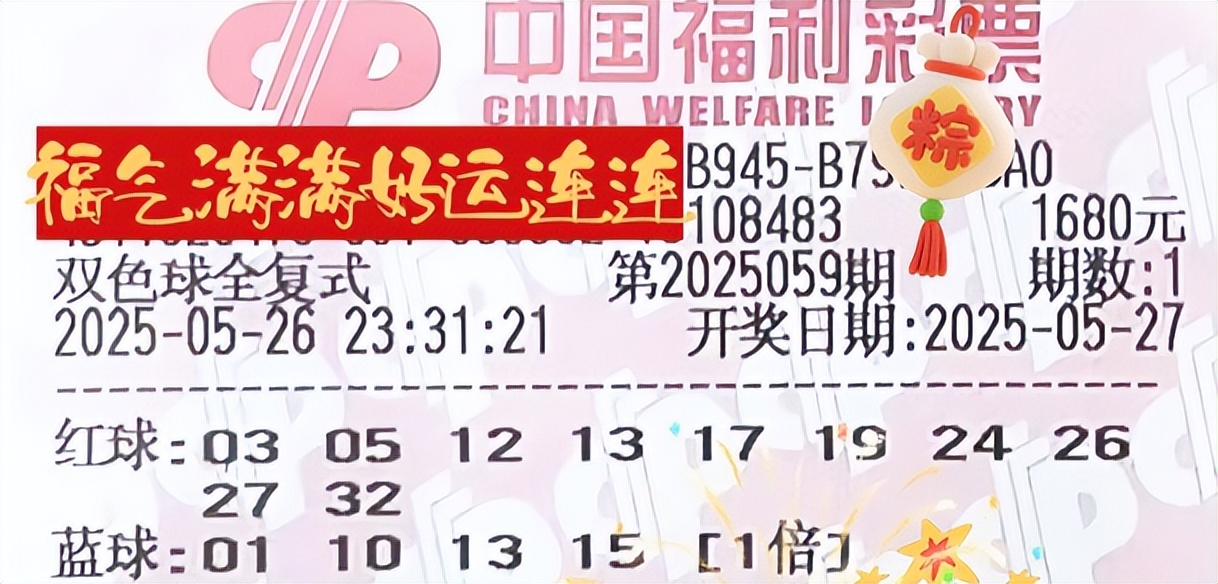 中国福利彩票
CHINA WELFARE
粽
福气满满好运连连
B945-B79 A0
108483 1680元
双色球全复式 第2025059期 期数:1
2025-05-26 23:31:21 开奖日期:2025-05-27
红球:03 05 12 13 17 19 24 26
27 32
蓝球:01 10 13 15 [1倍]